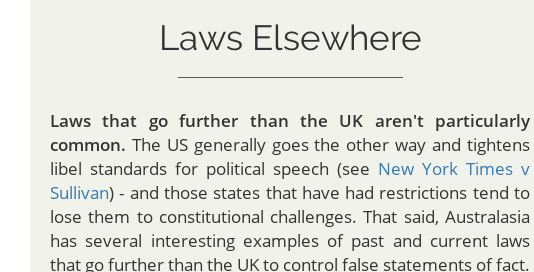 Laws Elsewhere
Laws that go further than the UK aren't particularly
common. The US generally goes the other way and tightens
libel standards for political speech (see New York Times v
Sullivan) - and those states that have had restrictions tend to
lose them to constitutional challenges. That said, Australasia
has several interesting examples of past and current laws
that go further than the UK to control false statements of fact.